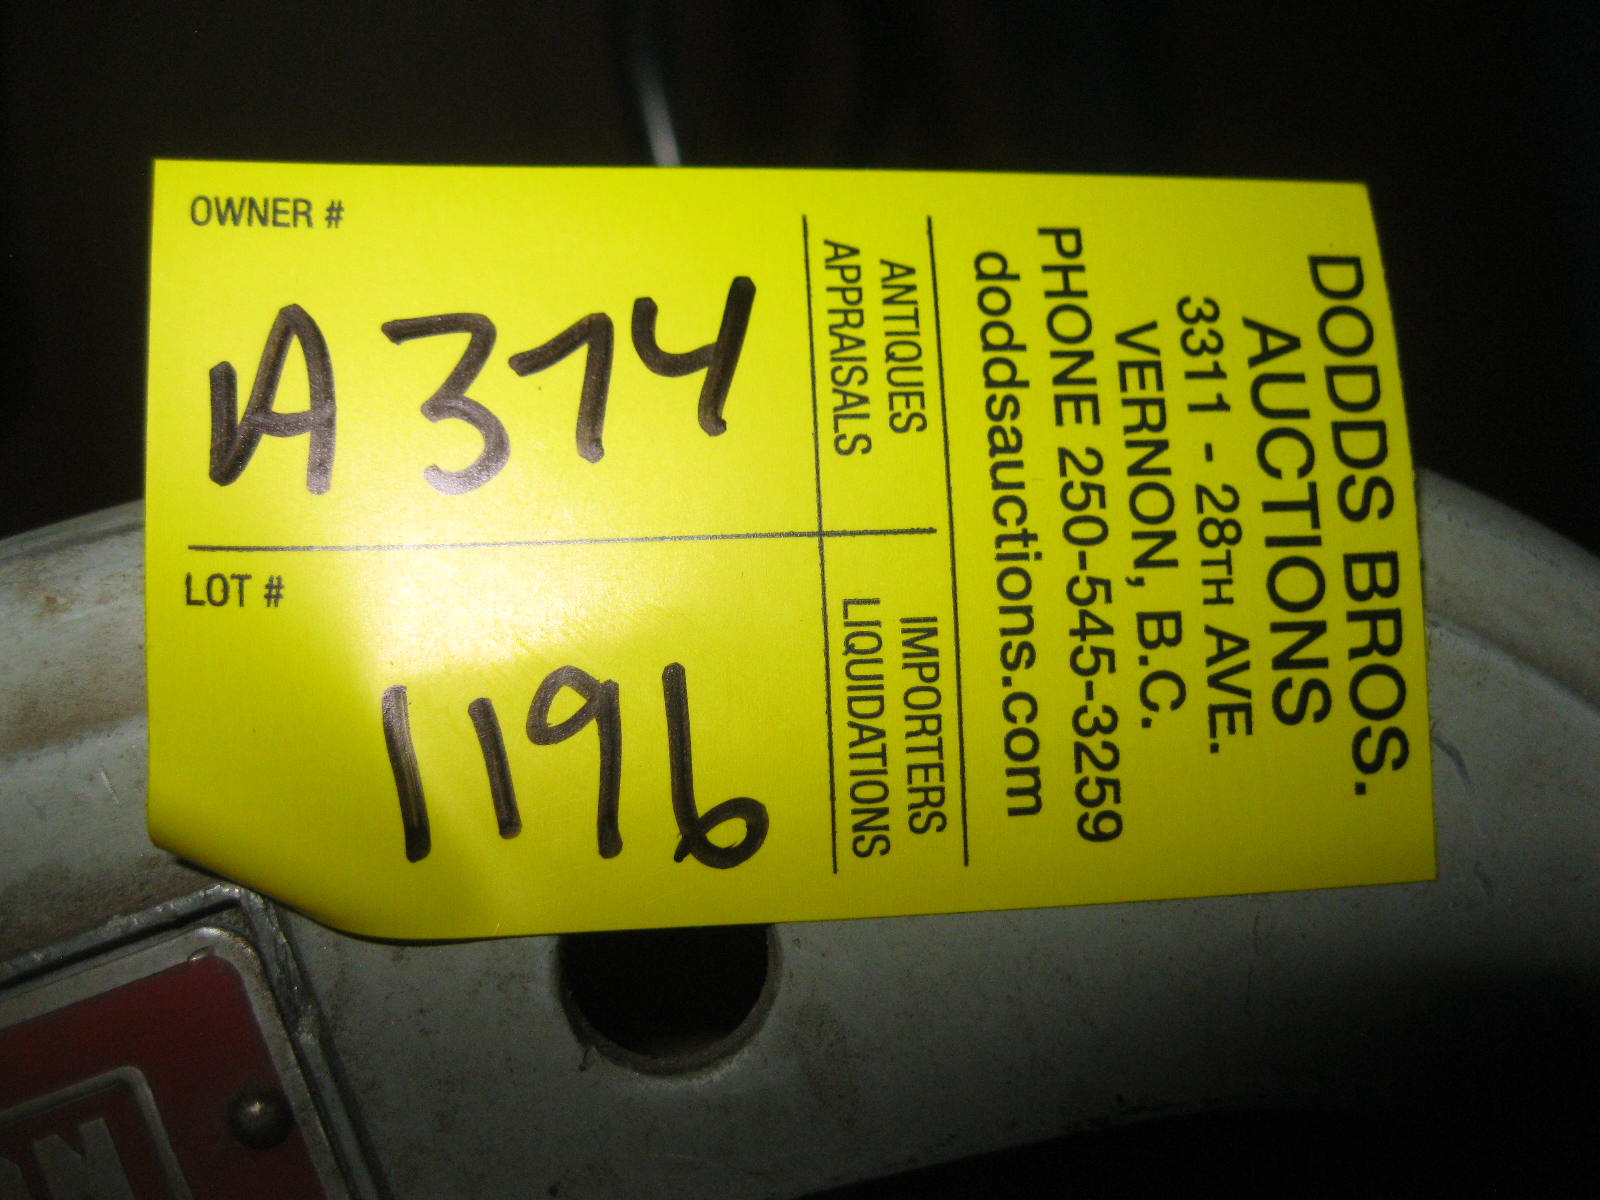 OWNER #
A374
LOT #
1196
DODDS BROS.
AUCTIONS
3311 - 28TH AVE.
VERNON, B.C.
PHONE 250-545-3259
doddsauctions.com
ANTIQUES
APPRAISALS
IMPORTERS
LIQUIDATIONS